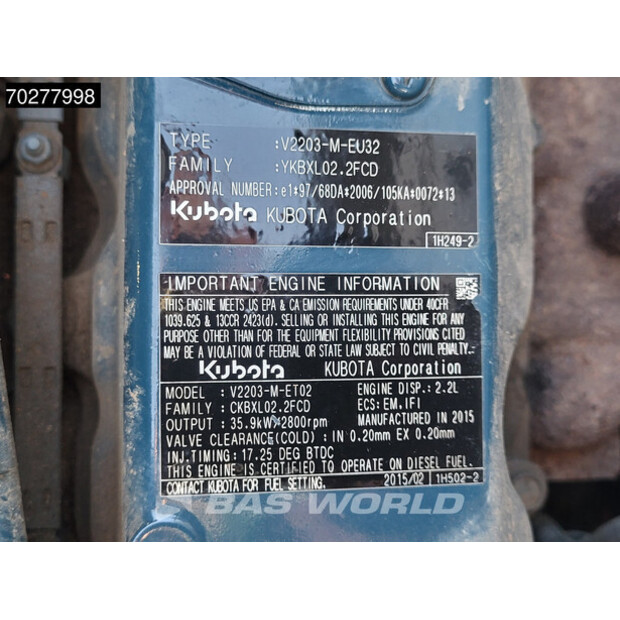 70277998
TYPE :V2203-M-EU32
FAMILY :YKBXL02.2FCD
APPROVAL NUMBER:e1*97/68DA*2006/105KA*0072*13
Kubota KUBOTA Corporation
1H249-2
IMPORTANT ENGINE INFORMATION
THIS ENGINE MEETS US EPA & CA EMISSION REQUIREMENTS UNDER 40CFR
1039.625 & 13CCR 2423(d). SELLING OR INSTALLING THIS ENGINE FOR ANY
PURPOSE OTHER THAN FOR THE EQUIPMENT FLEXIBILITY PROVISIONS CITED
MAY BE A VIOLATION OF FEDERAL OR STATE LAW SUBJECT TO CIVIL PENALTY.
Kubota KUBOTA Corporation
MODEL : V2203-M-ET02 ENGINE DISP.: 2.2L
FAMILY : CKBXL02.2FCD ECS: EM,IFI
OUTPUT : 35.9kW×2800rpm MANUFACTURED IN 2015
VALVE CLEARANCE(COLD) : IN 0.20mm EX 0.20mm
INJ.TIMING: 17.25 DEG BTDC
THIS ENGINE IS CERTIFIED TO OPERATE ON DIESEL FUEL.
CONTACT KUBOTA FOR FUEL SETTING. 2015/02 1H502-2
BAS WORLD